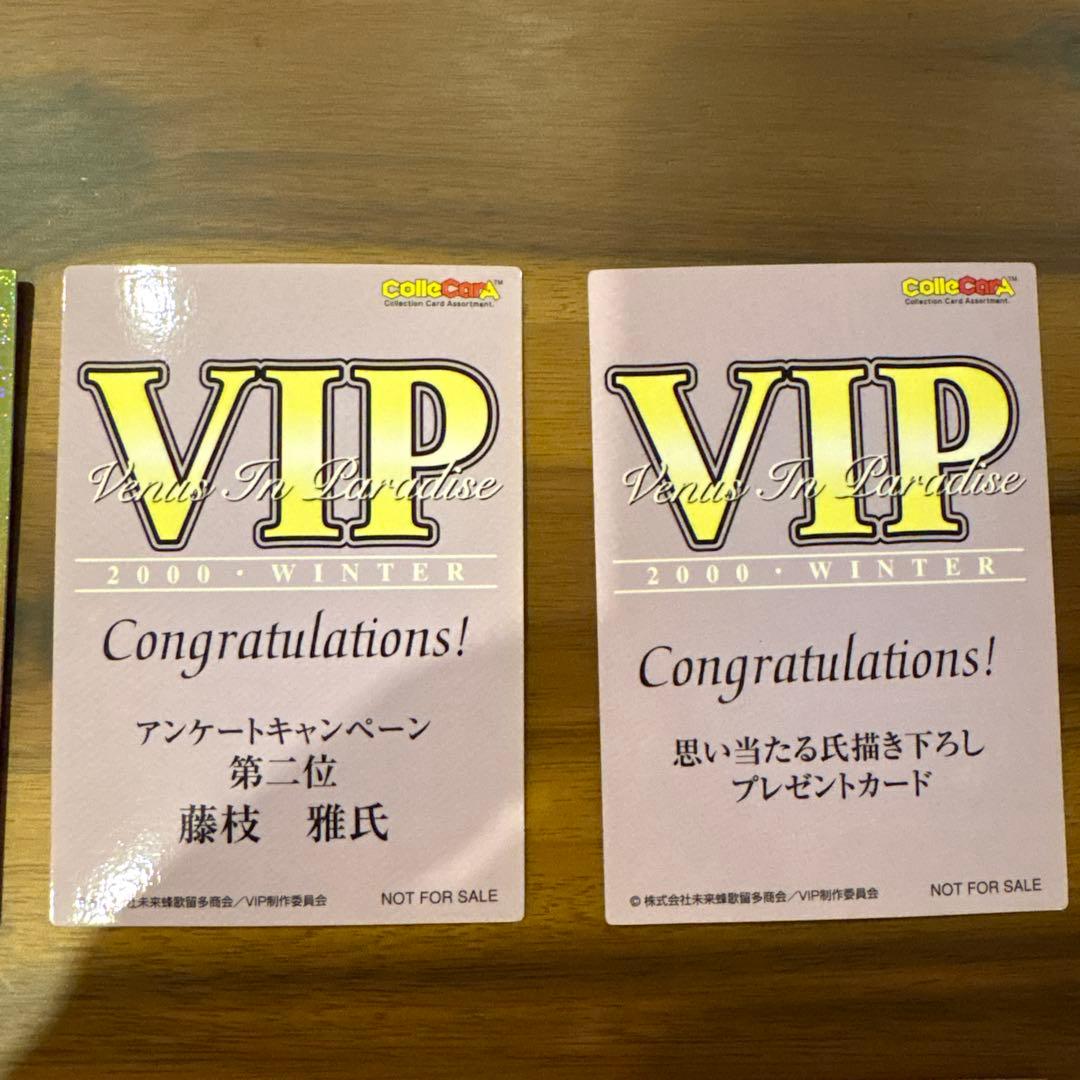 ColleCarA™
Collection Card Assortment.
VIP
Venus In Paradise
2000・WINTER
Congratulations!
アンケートキャンペーン
第二位
藤枝　雅氏
社未来蜂歌留多商会／VIP制作委員会
NOT FOR SALE
ColleCarA™
Collection Card Assortment.
VIP
Venus In Paradise
2000・WINTER
Congratulations!
思い当たる氏描き下ろし
プレゼントカード
© 株式会社未来蜂歌留多商会／VIP制作委員会
NOT FOR SALE